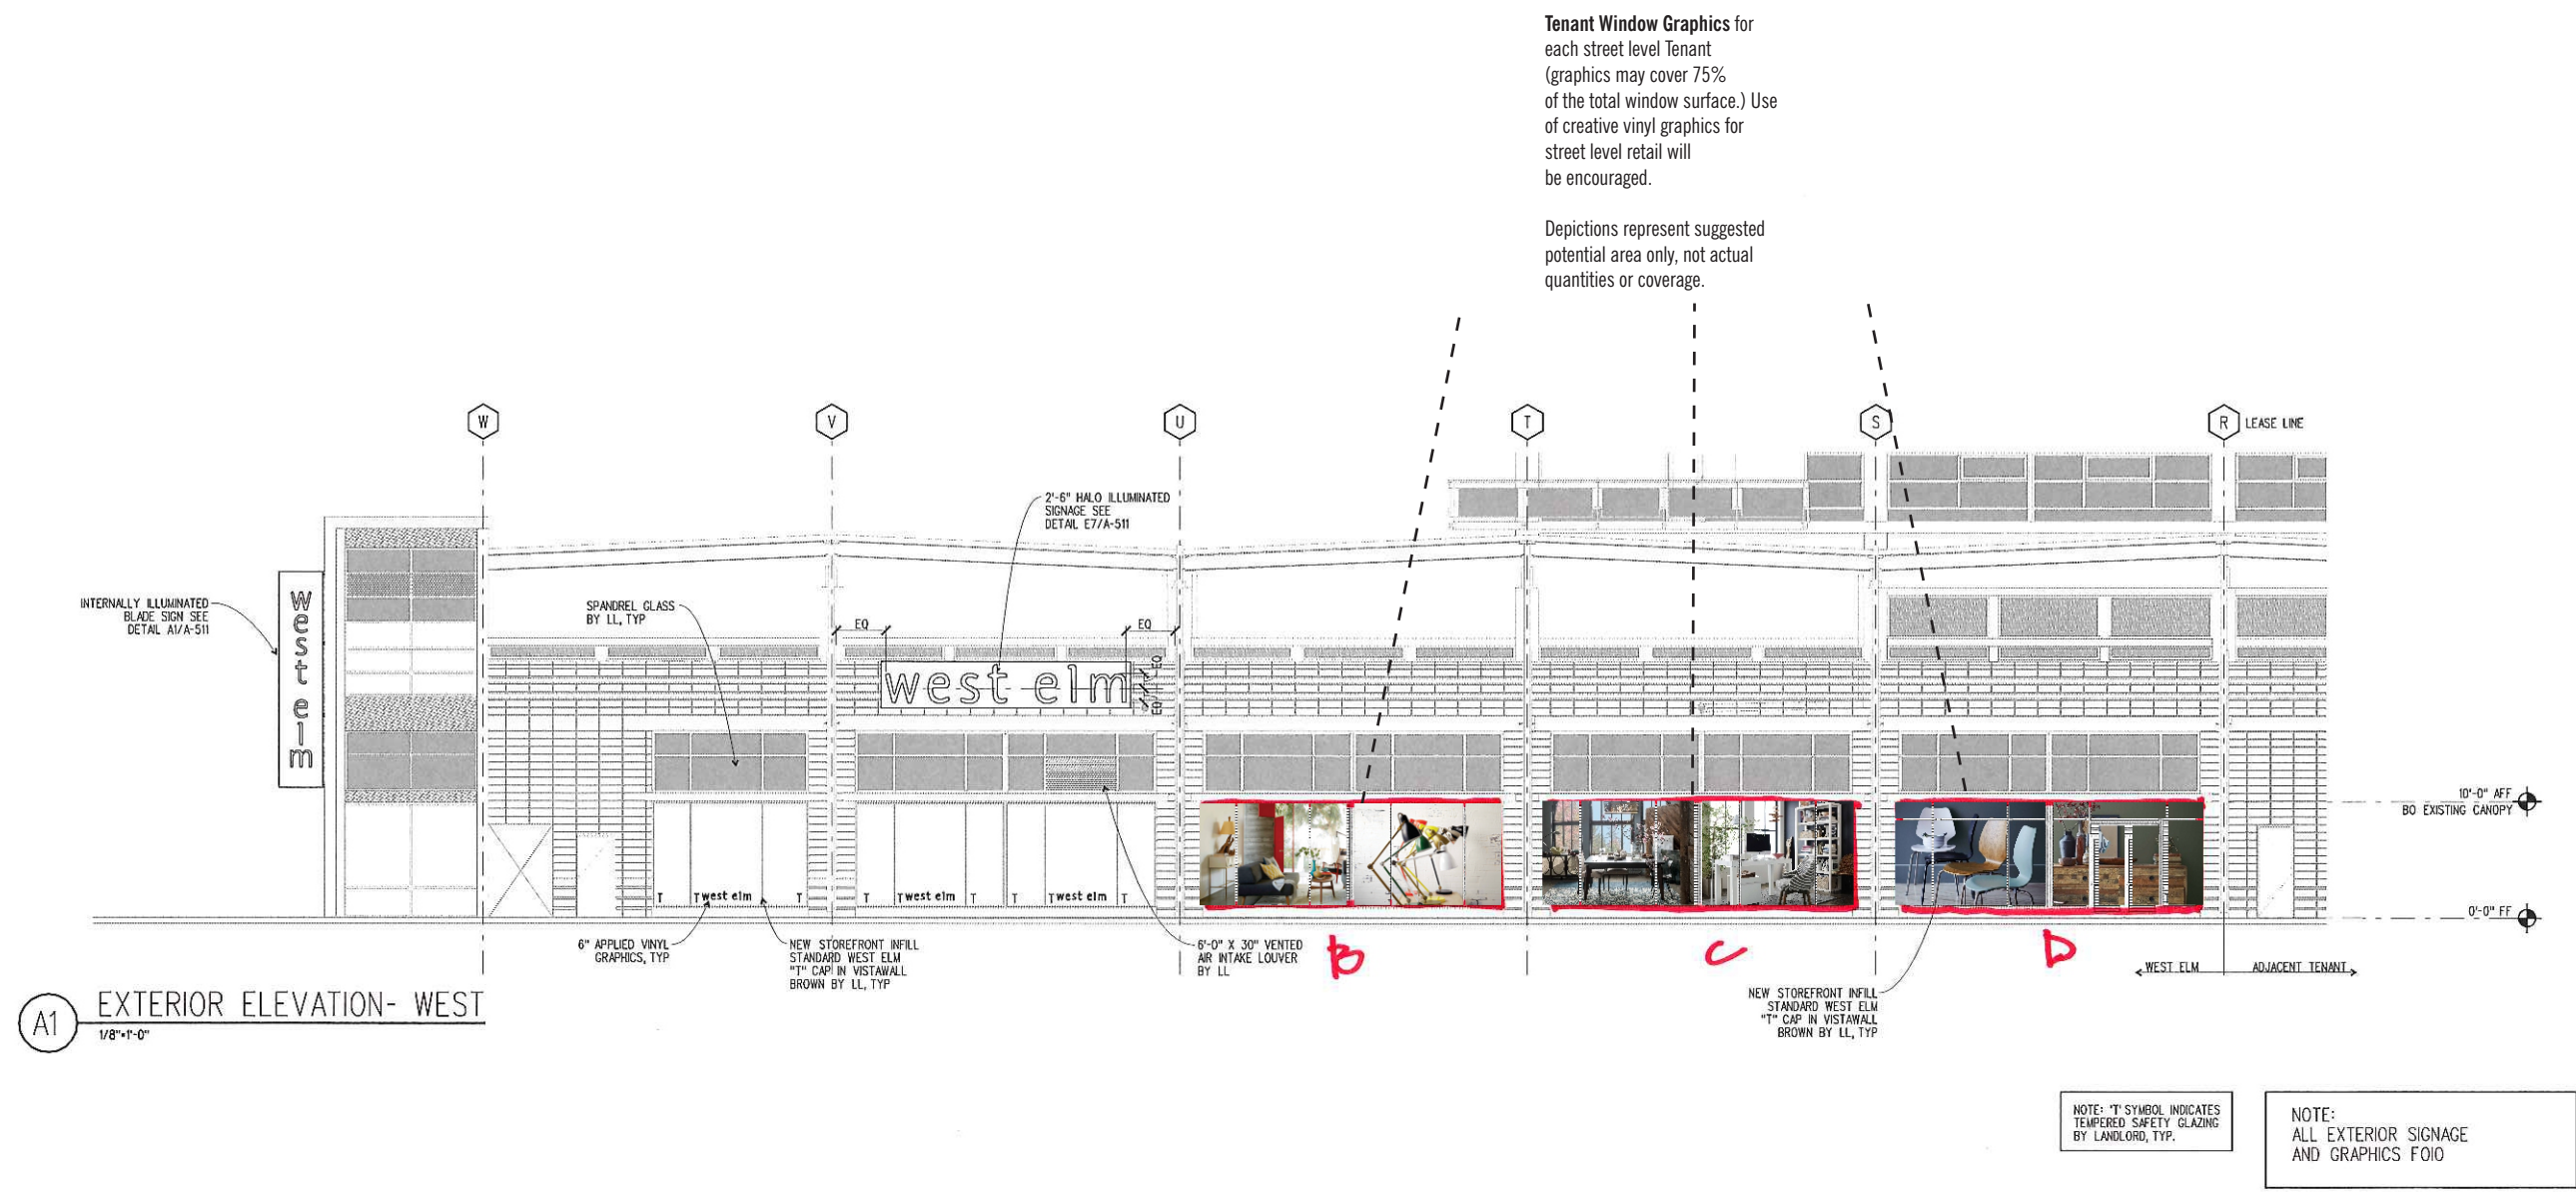 Tenant Window Graphics for
each street level Tenant
(graphics may cover 75%
of the total window surface.) Use
of creative vinyl graphics for
street level retail will
be encouraged.
Depictions represent suggested
potential area only, not actual
quantities or coverage.
W
V
U
T
S
R
LEASE LINE
2'-6" HALO ILLUMINATED
SIGNAGE SEE
DETAIL E7/A-511
INTERNALLY ILLUMINATED
BLADE SIGN SEE
DETAIL A1/A-511
west elm
SPANDREL GLASS
BY LL, TYP
EQ
EQ
EQ
EQ
west elm
10'-0" AFF
BO EXISTING CANOPY
T
T west elm
T
T
T west elm
T
T
T west elm
T
0'-0" FF
6" APPLIED VINYL
GRAPHICS, TYP
NEW STOREFRONT INFILL
STANDARD WEST ELM
"T" CAP IN VISTAWALL
BROWN BY LL, TYP
6'-0" X 30" VENTED
AIR INTAKE LOUVER
BY LL
B
C
D
WEST ELM
ADJACENT TENANT
NEW STOREFRONT INFILL
STANDARD WEST ELM
"T" CAP IN VISTAWALL
BROWN BY LL, TYP
A1
EXTERIOR ELEVATION- WEST
1/8"=1'-0"
NOTE: 'T' SYMBOL INDICATES
TEMPERED SAFETY GLAZING
BY LANDLORD, TYP.
NOTE:
ALL EXTERIOR SIGNAGE
AND GRAPHICS FOIO